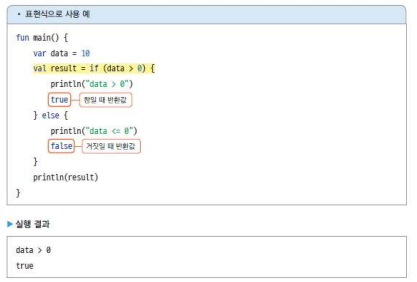 • 표현식으로 사용 예
fun main() {
var data = 10
val result = if (data > 0) {
println("data > 0")
true 참일 때 반환값
} else {
println("data <= 0")
false 거짓일 때 반환값
}
println(result)
}
▶ 실행 결과
data > 0
true